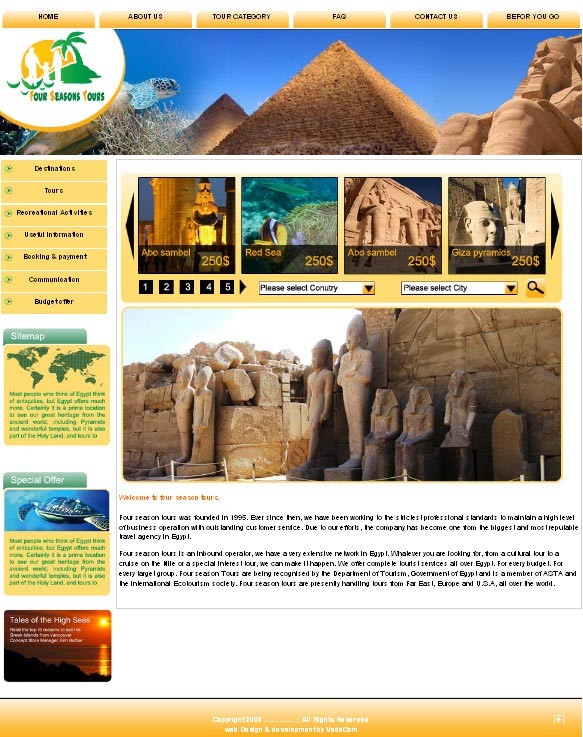 HOME ABOUT US TOUR CATEGORY FAQ CONTACT US BEFOR YOU GO
FOUR SEASONS TOURS
Destinations
Tours
Recreational Activities
Useful Information
Booking & payment
Communication
Budget offer
Abo sambel 250$
Red Sea 250$
Abo sambel 250$
Giza pyramids 250$
1 2 3 4 5
Please select Conutry
Please select City
Sitemap
Most people who think of Egypt think
of antiquities, but Egypt offers much
more. Certainly it is a prime location
to see our great heritage from the
ancient world, including Pyramids
and wonderful temples, but it is also
part of the Holy Land, and tours to
Special Offer
Most people who think of Egypt think
of antiquities, but Egypt offers much
more. Certainly it is a prime location
to see our great heritage from the
ancient world, including Pyramids
and wonderful temples, but it is also
part of the Holy Land, and tours to
Tales of the High Seas
Read the top 10 reasons to sail the
Greek Islands from Vancouver
Concept Store Manager, Erin Butler
Welcome to four season tours.
Four season tours was founded in 1995. Ever since then, we have been working to the strictest professional standards to maintain a high level
of business operation with outstanding customer service. Due to our efforts, the company has become one from the biggest and most reputable
travel agency in Egypt.
Four season tours is an inbound operator, we have a very extensive network in Egypt. Whatever you are looking for, from a cultural tour to a
cruise on the Nile or a special interest tour, we can make it happen. We offer complete tourist services all over Egypt. For every budget. For
every target group. Four season Tours are being recognised by the Department of Tourism, Government of Egypt and is a member of ASTA and
the International Ecotourism society. Four season tours are presently handling tours from Far East, Europe and U.S.A, all over the world.
Copyright2008 .................. All Rights Reserved
web Design & development by VadeCom